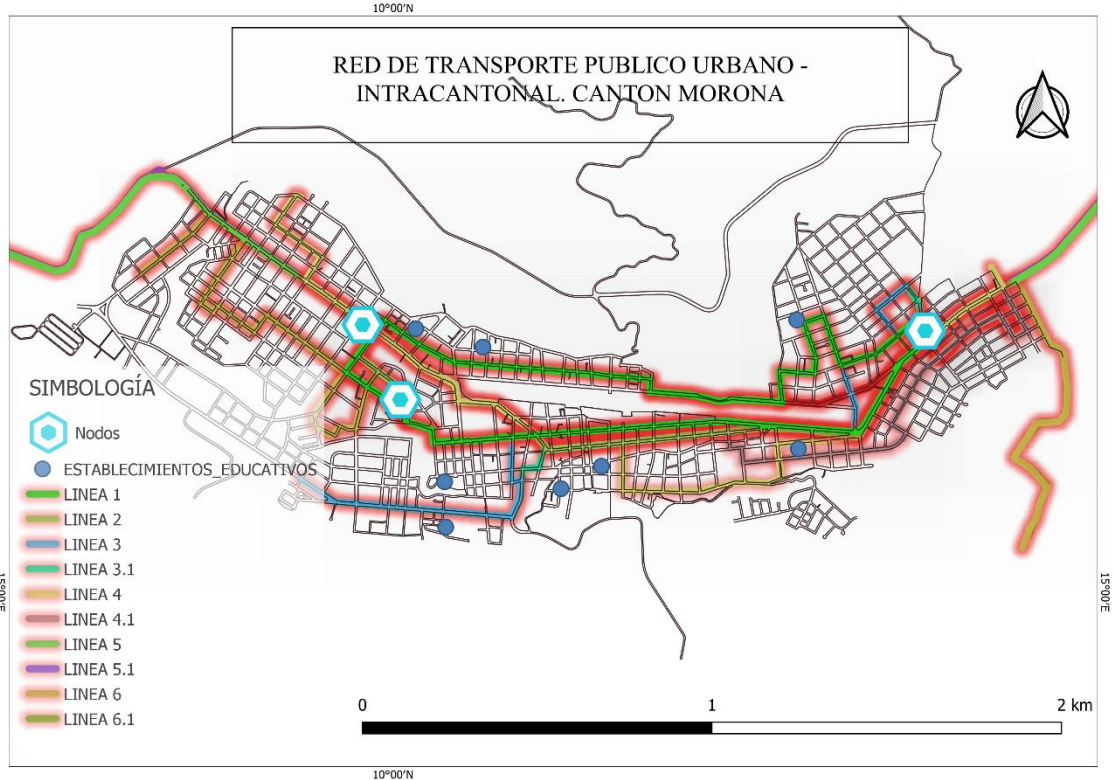 10°00'N
RED DE TRANSPORTE PUBLICO URBANO -
INTRACANTONAL. CANTON MORONA
SIMBOLOGÍA
Nodos
ESTABLECIMIENTOS_EDUCATIVOS
LINEA 1
LINEA 2
LINEA 3
LINEA 3.1
LINEA 4
LINEA 4.1
LINEA 5
LINEA 5.1
LINEA 6
LINEA 6.1
15°00'E
15°00'E
0 1 2 km
10°00'N